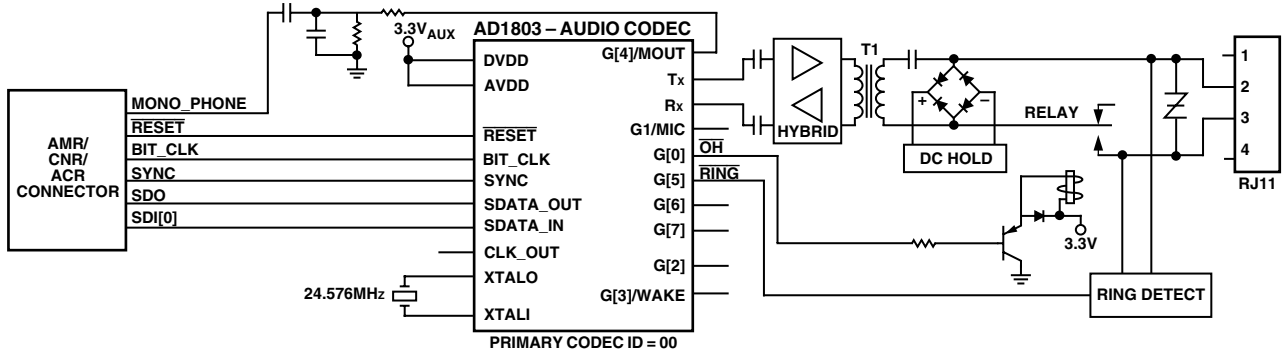 3.3VAUX
AD1803 – AUDIO CODEC
G[4]/MOUT
DVDD
AVDD
Tx
Rx
G1/MIC
MONO_PHONE
RESET
BIT_CLK
SYNC
SDO
SDI[0]
AMR/
CNR/
ACR
CONNECTOR
RESET
BIT_CLK
SYNC
SDATA_OUT
SDATA_IN
CLK_OUT
XTALO
XTALI
24.576MHz
G[0]
G[5]
G[6]
G[7]
G[2]
G[3]/WAKE
OH
RING
PRIMARY CODEC ID = 00
HYBRID
T1
+
–
DC HOLD
RELAY
3.3V
RING DETECT
1
2
3
4
RJ11